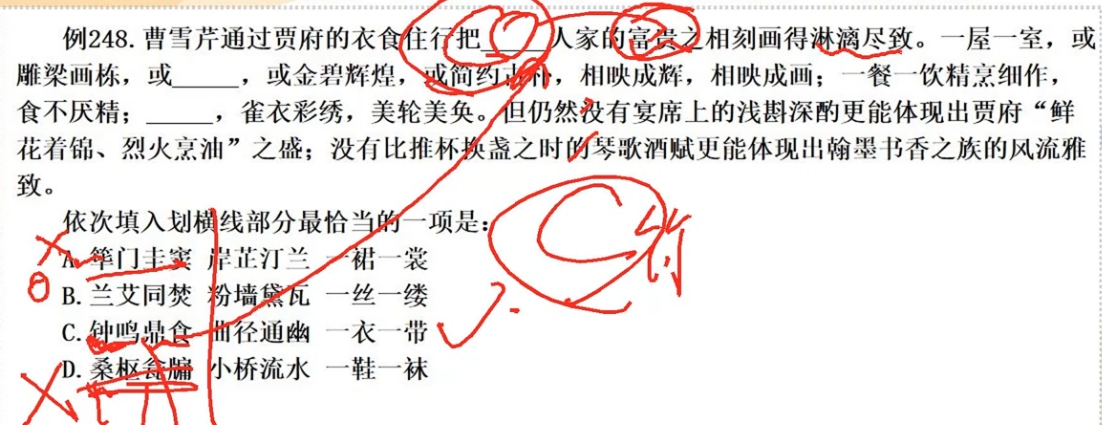 例248. 曹雪芹通过贾府的衣食住行把_____人家的富贵之相刻画得淋漓尽致。一屋一室，或
雕梁画栋，或_____，或金碧辉煌，或简约古朴，相映成辉，相映成画；一餐一饮精烹细作，
食不厌精；_____，雀衣彩绣，美轮美奂。但仍然没有宴席上的浅斟深酌更能体现出贾府“鲜
花着锦、烈火烹油”之盛；没有比推杯换盏之时的琴歌酒赋更能体现出翰墨书香之族的风流雅
致。
依次填入划横线部分最恰当的一项是：
A. 筚门圭窦 岸芷汀兰 一裙一裳
B. 兰艾同焚 粉墙黛瓦 一丝一缕
C. 钟鸣鼎食 曲径通幽 一衣一带
D. 桑枢瓮牖 小桥流水 一鞋一袜